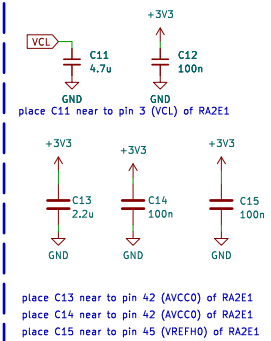 +3V3
VCL
C11
4.7u
C12
100n
GND
GND
place C11 near to pin 3 (VCL) of RA2E1
+3V3
+3V3
+3V3
C13
2.2u
C14
100n
C15
100n
GND
GND
GND
place C13 near to pin 42 (AVCC0) of RA2E1
place C14 near to pin 42 (AVCC0) of RA2E1
place C15 near to pin 45 (VREFH0) of RA2E1